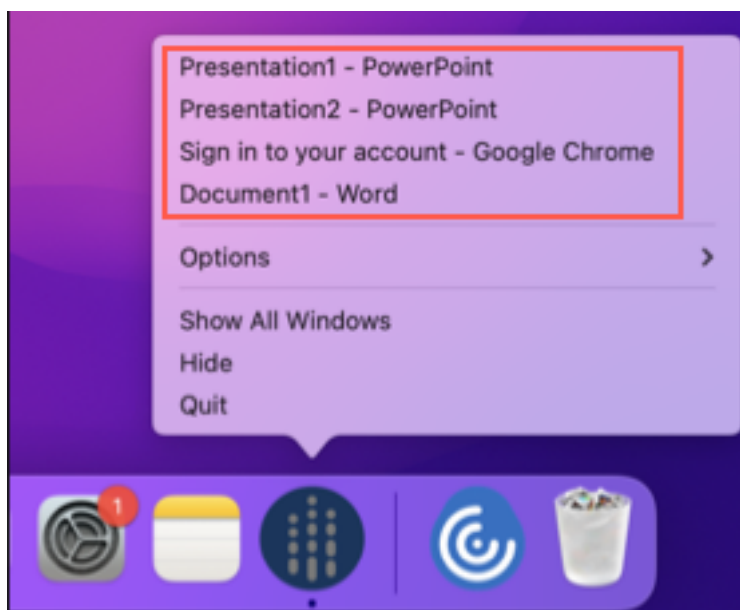 Presentation1 - PowerPoint
Presentation2 - PowerPoint
Sign in to your account - Google Chrome
Document1 - Word
Options
Show All Windows
Hide
Quit
1